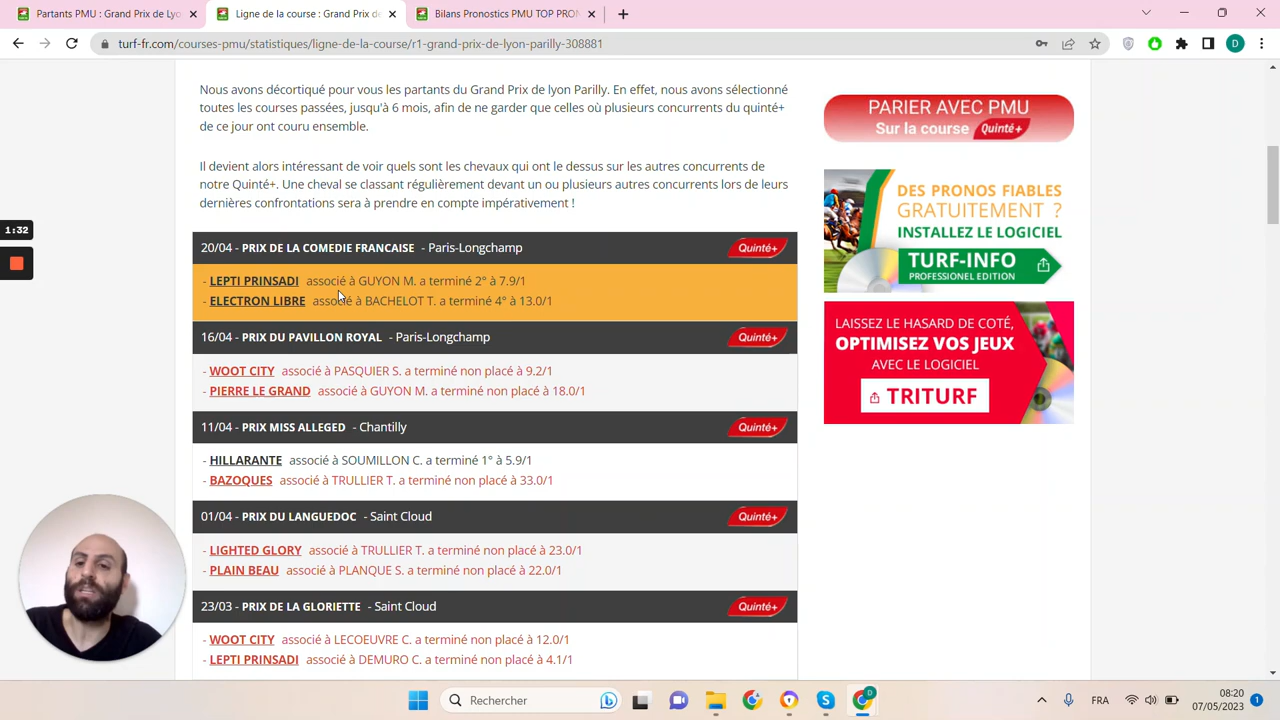 Partants PMU : Grand Prix de Ly
Ligne de la course : Grand Prix d
Bilans Pronostics PMU TOP PRON
turf-fr.com/courses-pmu/statistiques/ligne-de-la-course/r1-grand-prix-de-lyon-parilly-308881
D
Nous avons décortiqué pour vous les partants du Grand Prix de lyon Parilly. En effet, nous avons sélectionné
toutes les courses passées, jusqu'à 6 mois, afin de ne garder que celles où plusieurs concurrents du quinté+
de ce jour ont couru ensemble.
Il devient alors intéressant de voir quels sont les chevaux qui ont le dessus sur les autres concurrents de
notre Quinté+. Une cheval se classant régulièrement devant un ou plusieurs autres concurrents lors de leurs
dernières confrontations sera à prendre en compte impérativement !
1:32
20/04 - PRIX DE LA COMEDIE FRANCAISE - Paris-Longchamp Quinté+
- LEPTI PRINSADI associé à GUYON M. a terminé 2° à 7.9/1
- ELECTRON LIBRE associé à BACHELOT T. a terminé 4° à 13.0/1
16/04 - PRIX DU PAVILLON ROYAL - Paris-Longchamp Quinté+
- WOOT CITY associé à PASQUIER S. a terminé non placé à 9.2/1
- PIERRE LE GRAND associé à GUYON M. a terminé non placé à 18.0/1
11/04 - PRIX MISS ALLEGED - Chantilly Quinté+
- HILLARANTE associé à SOUMILLON C. a terminé 1° à 5.9/1
- BAZOQUES associé à TRULLIER T. a terminé non placé à 33.0/1
01/04 - PRIX DU LANGUEDOC - Saint Cloud Quinté+
- LIGHTED GLORY associé à TRULLIER T. a terminé non placé à 23.0/1
- PLAIN BEAU associé à PLANQUE S. a terminé non placé à 22.0/1
23/03 - PRIX DE LA GLORIETTE - Saint Cloud Quinté+
- WOOT CITY associé à LECOEUVRE C. a terminé non placé à 12.0/1
- LEPTI PRINSADI associé à DEMURO C. a terminé non placé à 4.1/1
PARIER AVEC PMU
Sur la course Quinté+
DES PRONOS FIABLES
GRATUITEMENT ?
INSTALLEZ LE LOGICIEL
TURF-INFO
PROFESSIONEL EDITION
LAISSEZ LE HASARD DE COTÉ,
OPTIMISEZ VOS JEUX
AVEC LE LOGICIEL
TRITURF
Rechercher
D
FRA
08:20
07/05/2023
1